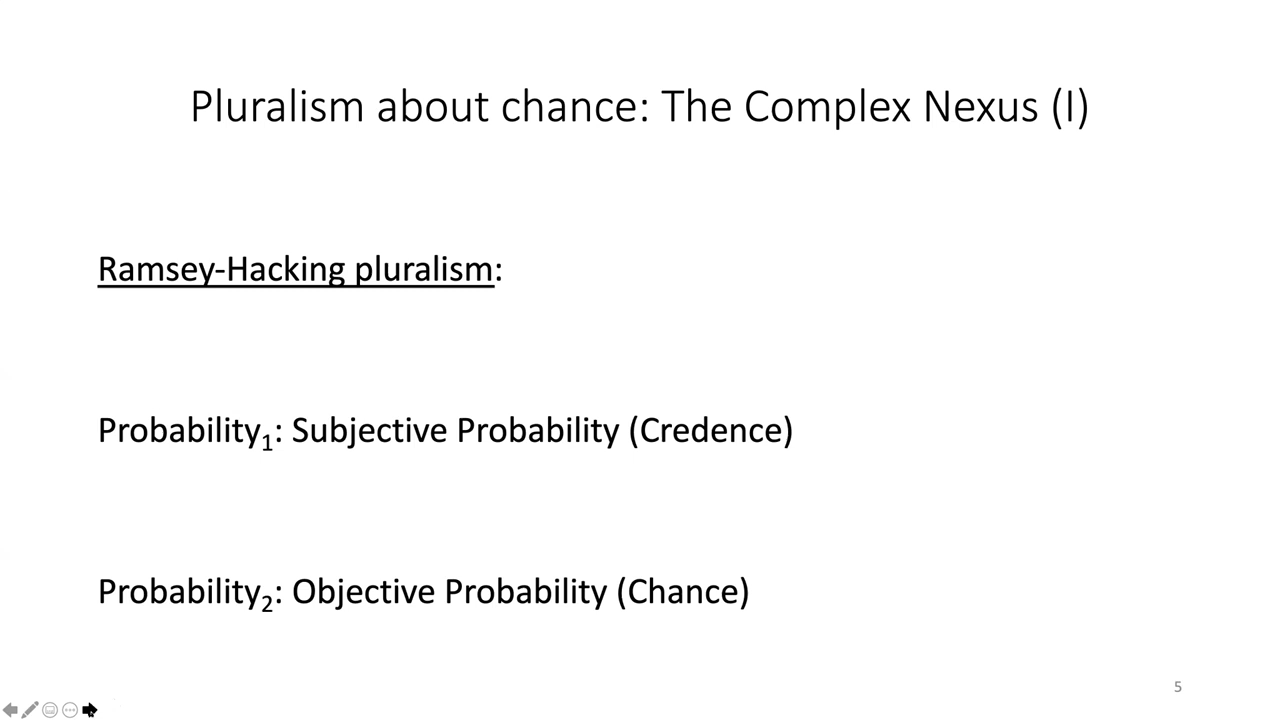 Pluralism about chance: The Complex Nexus (I)
Ramsey-Hacking pluralism:
Probability₁: Subjective Probability (Credence)
Probability₂: Objective Probability (Chance)
5